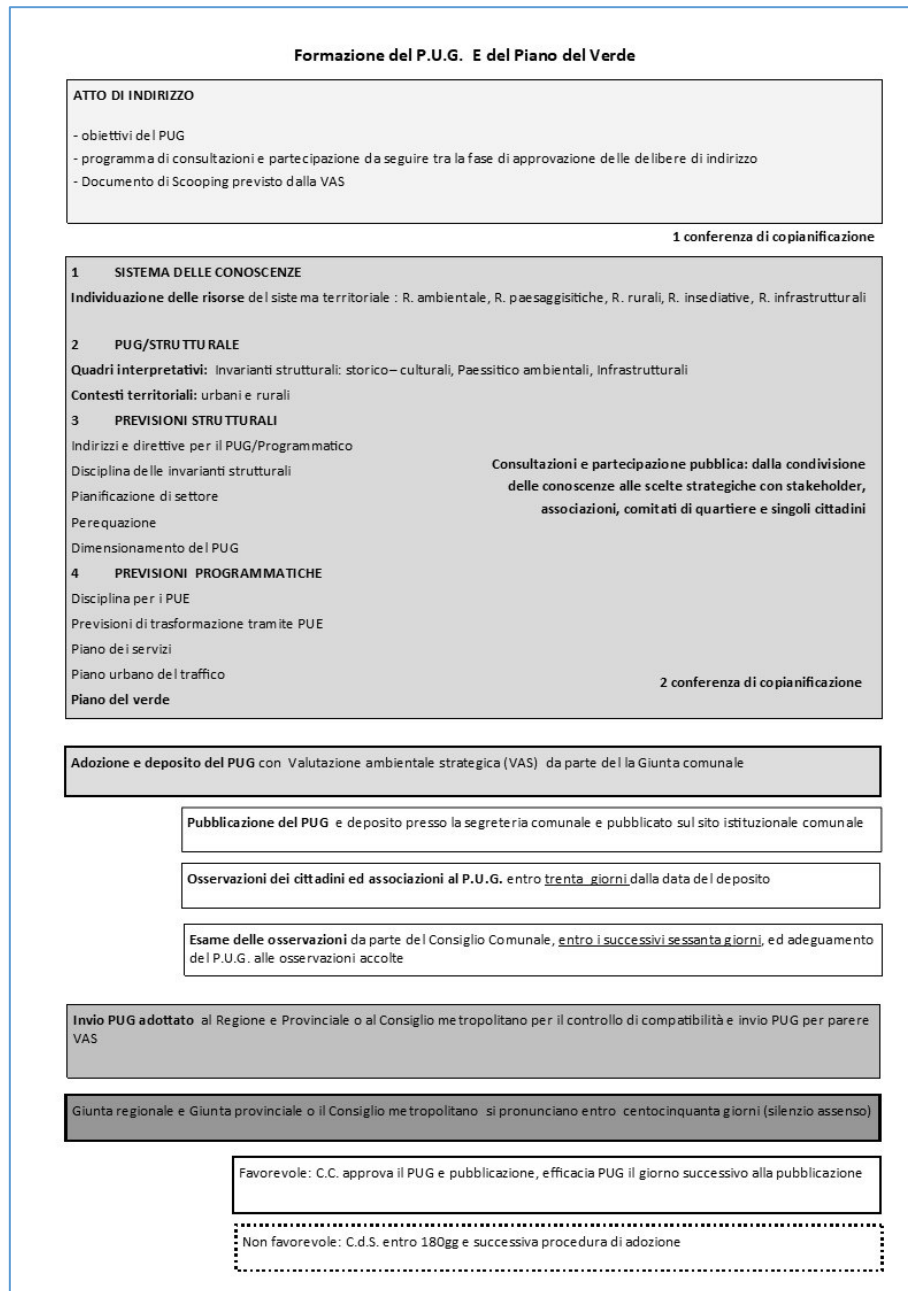 Formazione del P.U.G. E del Piano del Verde
ATTO DI INDIRIZZO
- obiettivi del PUG
- programma di consultazioni e partecipazione da seguire tra la fase di approvazione delle delibere di indirizzo
- Documento di Scooping previsto dalla VAS
1 conferenza di copianificazione
1 SISTEMA DELLE CONOSCENZE
Individuazione delle risorse del sistema territoriale : R. ambientale, R. paesaggisitiche, R. rurali, R. insediative, R. infrastrutturali
2 PUG/STRUTTURALE
Quadri interpretativi: Invarianti strutturali: storico– culturali, Paessitico ambientali, Infrastrutturali
Contesti territoriali: urbani e rurali
3 PREVISIONI STRUTTURALI
Indirizzi e direttive per il PUG/Programmatico
Disciplina delle invarianti strutturali
Pianificazione di settore
Perequazione
Dimensionamento del PUG
Consultazioni e partecipazione pubblica: dalla condivisione
delle conoscenze alle scelte strategiche con stakeholder,
associazioni, comitati di quartiere e singoli cittadini
4 PREVISIONI PROGRAMMATICHE
Disciplina per i PUE
Previsioni di trasformazione tramite PUE
Piano dei servizi
Piano urbano del traffico
Piano del verde
2 conferenza di copianificazione
Adozione e deposito del PUG con Valutazione ambientale strategica (VAS) da parte del la Giunta comunale
Pubblicazione del PUG e deposito presso la segreteria comunale e pubblicato sul sito istituzionale comunale
Osservazioni dei cittadini ed associazioni al P.U.G. entro trenta giorni dalla data del deposito
Esame delle osservazioni da parte del Consiglio Comunale, entro i successivi sessanta giorni, ed adeguamento
del P.U.G. alle osservazioni accolte
Invio PUG adottato al Regione e Provinciale o al Consiglio metropolitano per il controllo di compatibilità e invio PUG per parere
VAS
Giunta regionale e Giunta provinciale o il Consiglio metropolitano si pronunciano entro centocinquanta giorni (silenzio assenso)
Favorevole: C.C. approva il PUG e pubblicazione, efficacia PUG il giorno successivo alla pubblicazione
Non favorevole: C.d.S. entro 180gg e successiva procedura di adozione